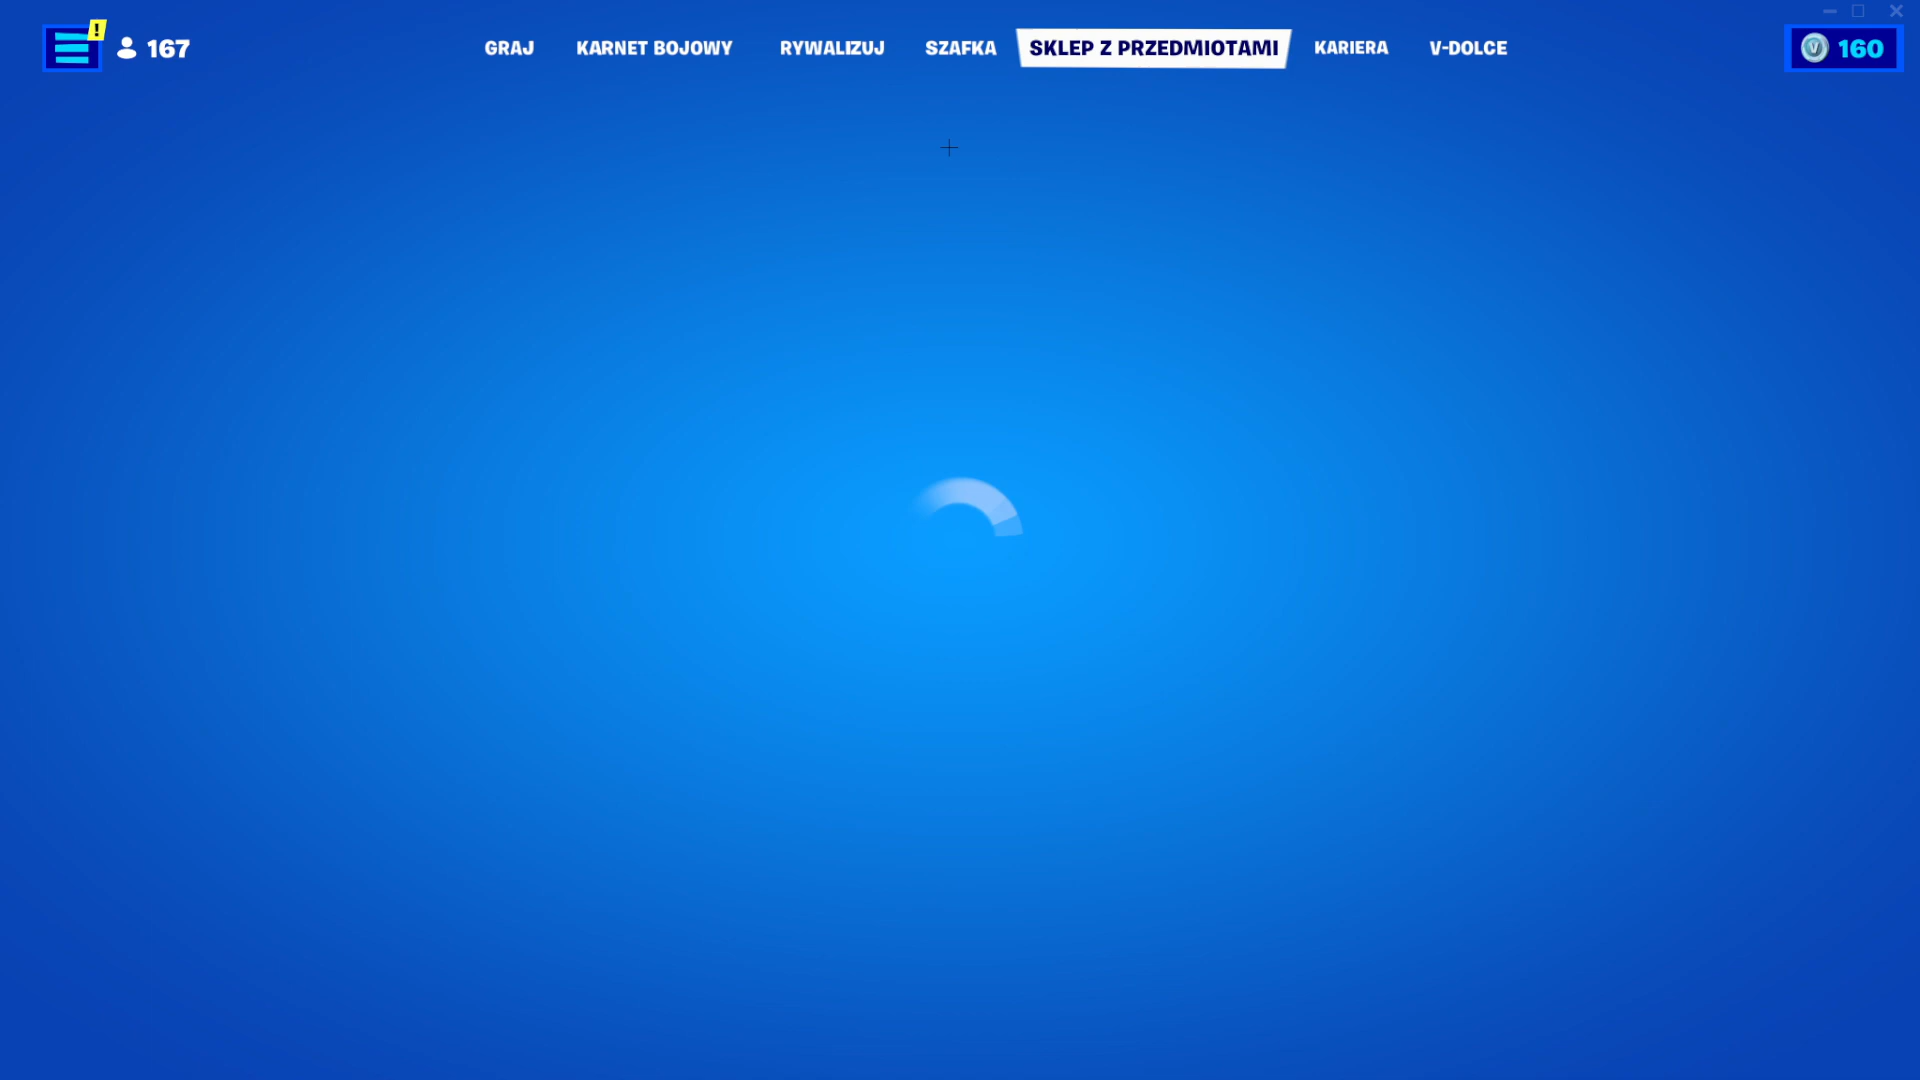 ! 167 GRAJ KARNET BOJOWY RYWALIZUJ SZAFKA SKLEP Z PRZEDMIOTAMI KARIERA V-DOLCE V 160